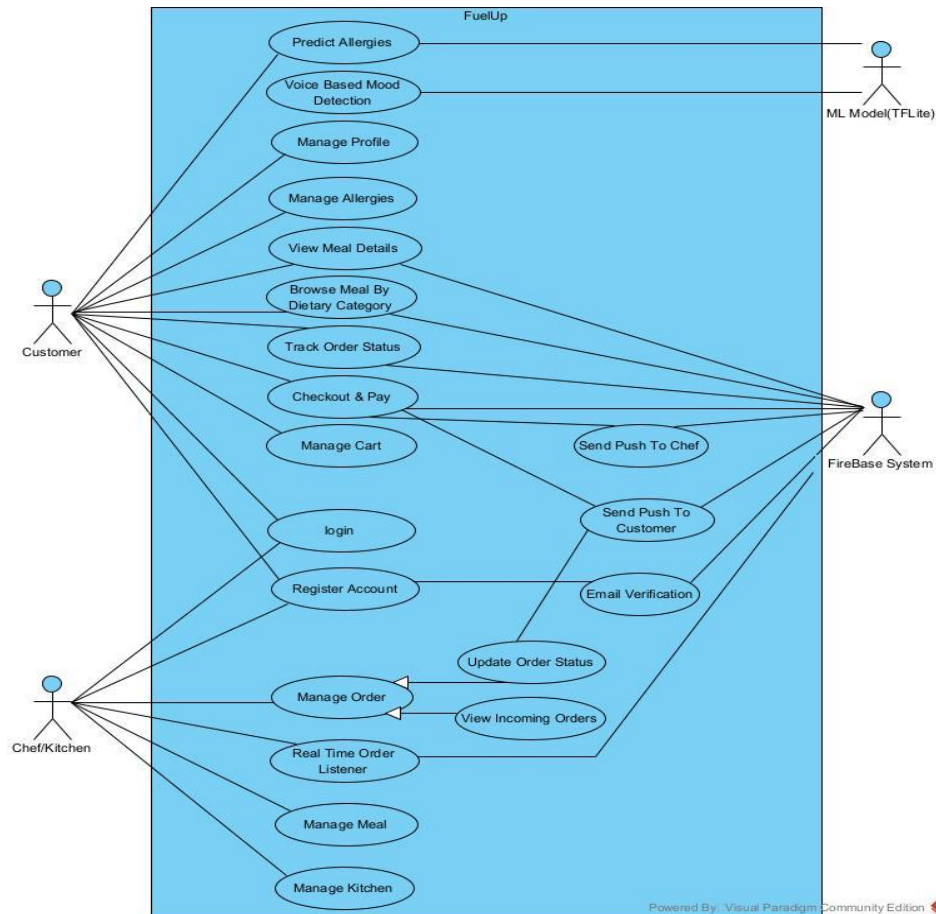 FuelUp
Predict Allergies
Voice Based Mood
Detection
ML Model(TFLite)
Manage Profile
Manage Allergies
View Meal Details
Browse Meal By
Dietary Category
Customer
Track Order Status
Checkout & Pay
Manage Cart
Send Push To Chef
FireBase System
login
Send Push To
Customer
Register Account
Email Verification
Update Order Status
Manage Order
View Incoming Orders
Chef/Kitchen
Real Time Order
Listener
Manage Meal
Manage Kitchen
Powered By: Visual Paradigm Community Edition